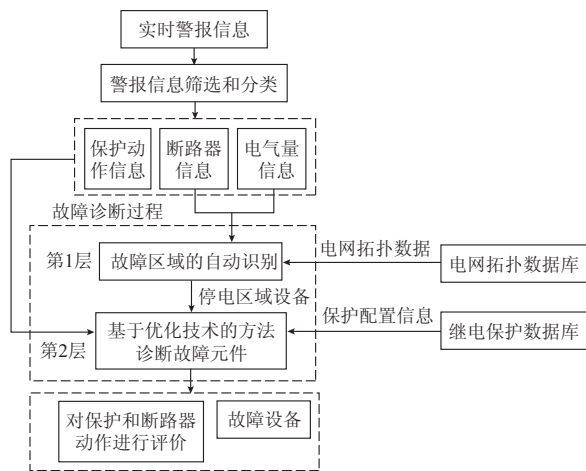 实时警报信息
警报信息筛选和分类
保护动
作信息
断路器
信息
电气量
信息
故障诊断过程
第1层
故障区域的自动识别
电网拓扑数据
电网拓扑数据库
停电区域设备
第2层
基于优化技术的方法
诊断故障元件
保护配置信息
继电保护数据库
对保护和断路器
动作进行评价
故障设备